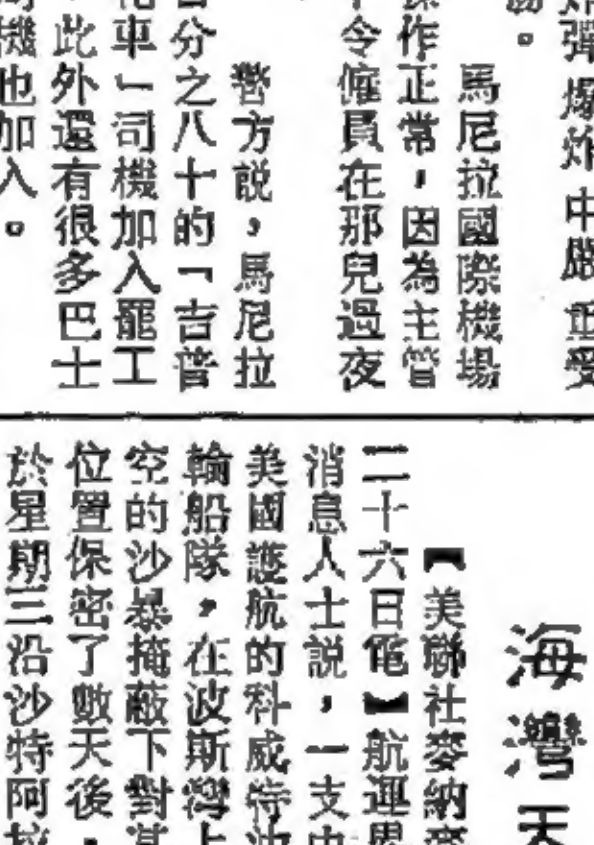 炸彈爆炸中嚴重受
馬尼拉國際機場
操作正常，因為主管
令僱員在那兒過夜
警方說，馬尼拉
百分之八十的「吉普
車」司機加入罷工
此外還有很多巴士
機也加入。
海灣天
【美聯社麥納麥
二十六日電】航運界
消息人士說，一支由
美國護航的科威特油
輪船隊，在波斯灣上
空的沙暴掩蔽下對其
位置保密了數天後，
於星期三沿沙特阿拉